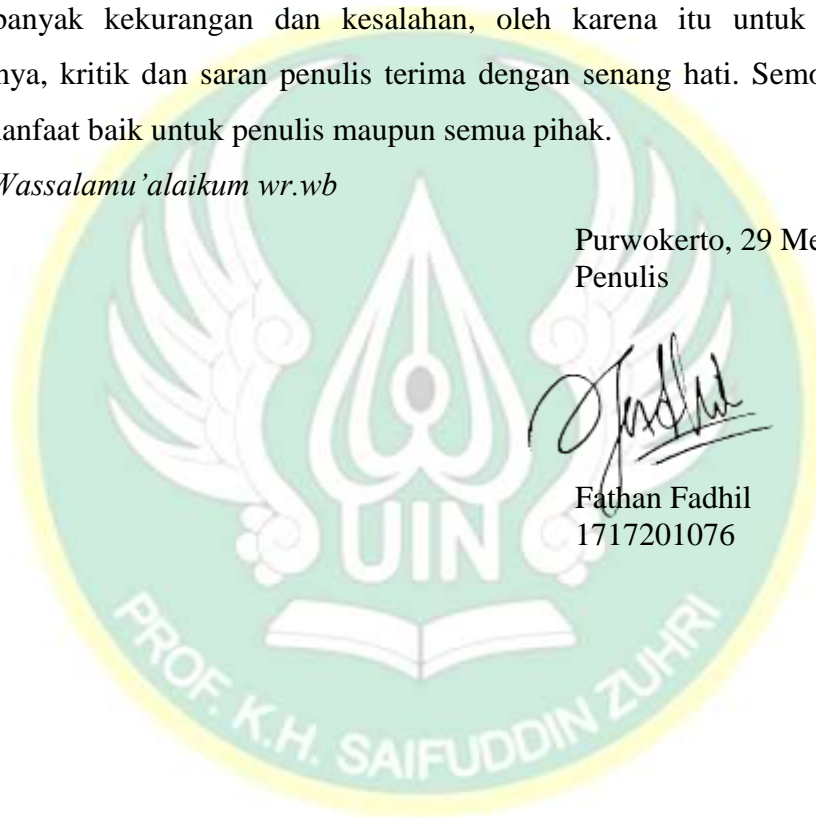 banyak kekurangan dan kesalahan, oleh karena itu untuk
nya, kritik dan saran penulis terima dengan senang hati. Semo
anfaat baik untuk penulis maupun semua pihak.
Wassalamu’alaikum wr.wb
Purwokerto, 29 Me
Penulis
Fathan Fadhil
1717201076
UIN
PROF. K.H. SAIFUDDIN ZUHRI